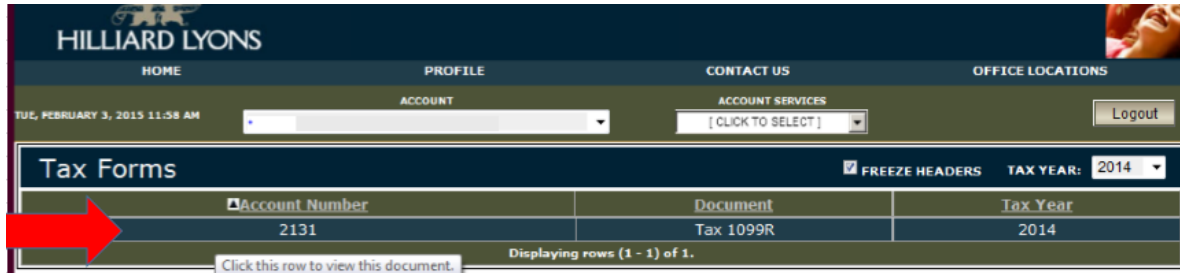 HILLIARD LYONS
HOME PROFILE CONTACT US OFFICE LOCATIONS
ACCOUNT ACCOUNT SERVICES
TUE, FEBRUARY 3, 2015 11:58 AM [ CLICK TO SELECT ] Logout
Tax Forms FREEZE HEADERS TAX YEAR: 2014
Account Number Document Tax Year
2131 Tax 1099R 2014
Displaying rows (1 - 1) of 1.
Click this row to view this document.